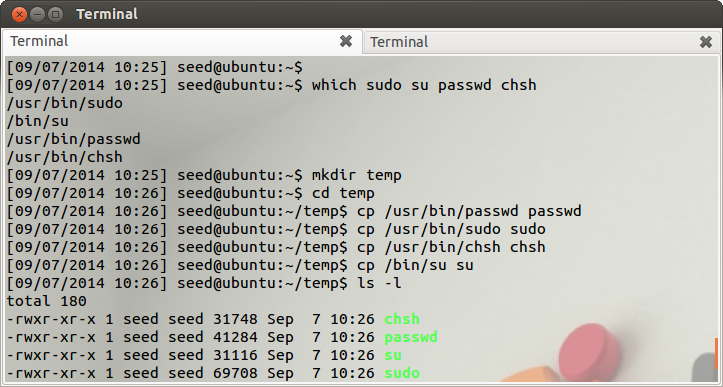 Terminal
Terminal Terminal
[09/07/2014 10:25] seed@ubuntu:~$
[09/07/2014 10:25] seed@ubuntu:~$ which sudo su passwd chsh
/usr/bin/sudo
/bin/su
/usr/bin/passwd
/usr/bin/chsh
[09/07/2014 10:25] seed@ubuntu:~$ mkdir temp
[09/07/2014 10:26] seed@ubuntu:~$ cd temp
[09/07/2014 10:26] seed@ubuntu:~/temp$ cp /usr/bin/passwd passwd
[09/07/2014 10:26] seed@ubuntu:~/temp$ cp /usr/bin/sudo sudo
[09/07/2014 10:26] seed@ubuntu:~/temp$ cp /usr/bin/chsh chsh
[09/07/2014 10:26] seed@ubuntu:~/temp$ cp /bin/su su
[09/07/2014 10:26] seed@ubuntu:~/temp$ ls -l
total 180
-rwxr-xr-x 1 seed seed 31748 Sep  7 10:26 chsh
-rwxr-xr-x 1 seed seed 41284 Sep  7 10:26 passwd
-rwxr-xr-x 1 seed seed 31116 Sep  7 10:26 su
-rwxr-xr-x 1 seed seed 69708 Sep  7 10:26 sudo